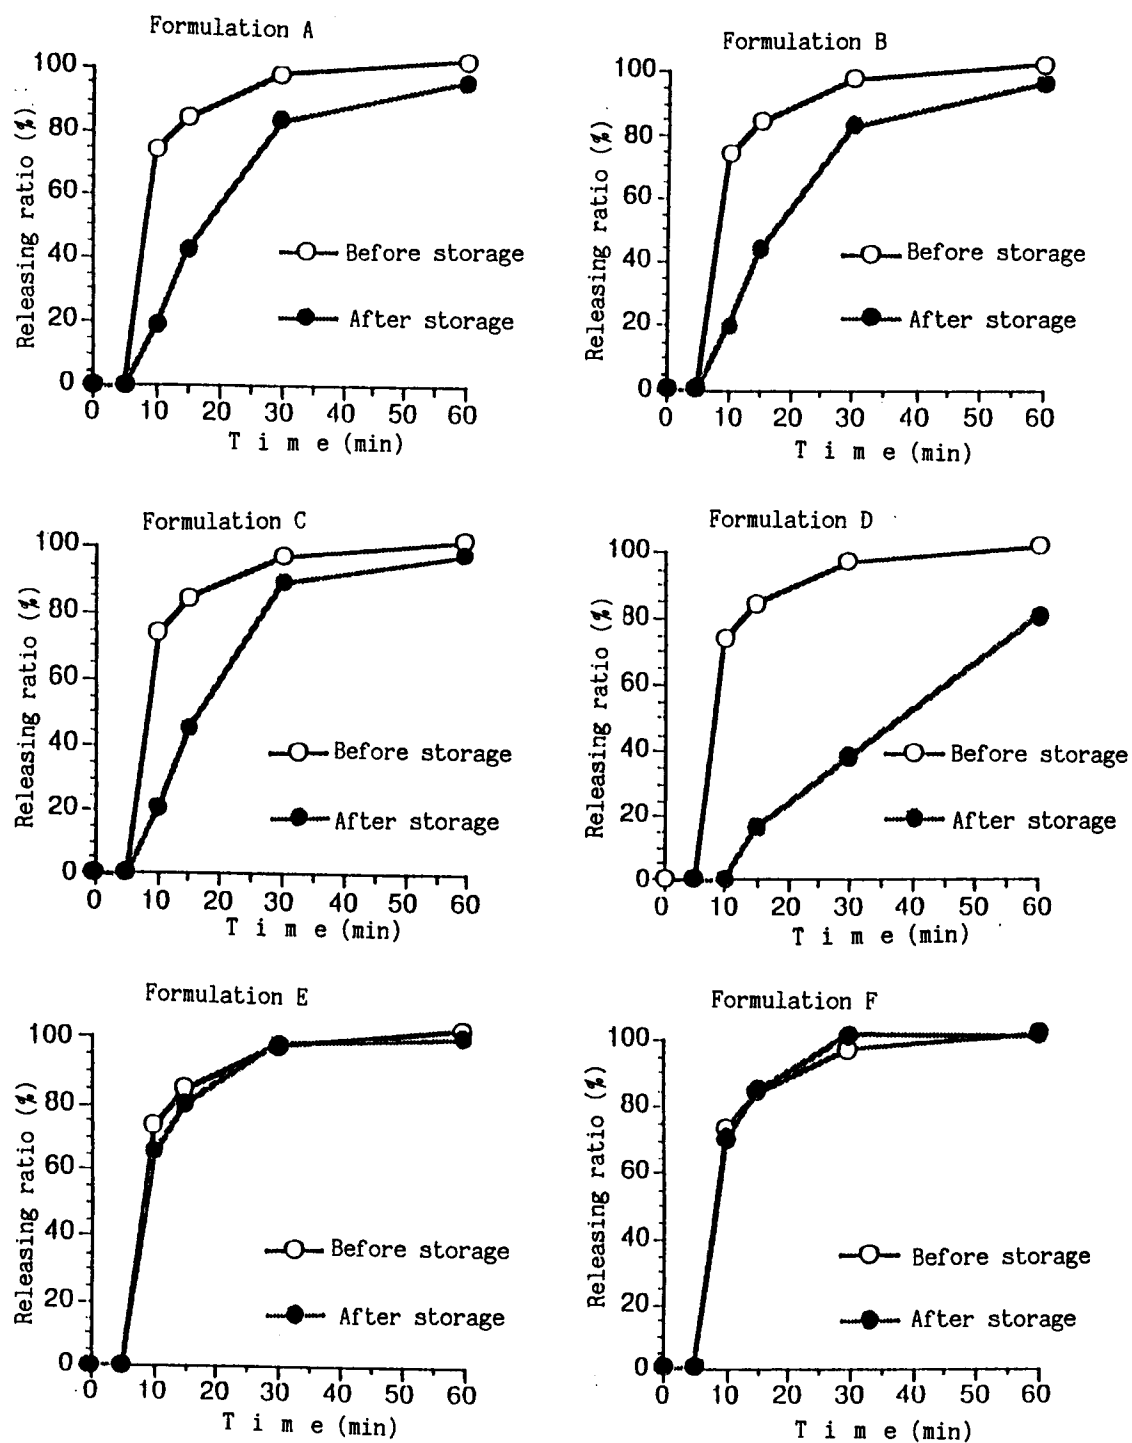 Formulation A
100
80
60
40
20
0
Releasing ratio (%)
Before storage
After storage
0 10 20 30 40 50 60
T i m e (min)
Formulation B
100
80
60
40
20
0
Releasing ratio (%)
Before storage
After storage
0 10 20 30 40 50 60
T i m e (min)
Formulation C
100
80
60
40
20
0
Releasing ratio (%)
Before storage
After storage
0 10 20 30 40 50 60
T i m e (min)
Formulation D
100
80
60
40
20
0
Releasing ratio (%)
Before storage
After storage
0 10 20 30 40 50 60
T i m e (min)
Formulation E
100
80
60
40
20
0
Releasing ratio (%)
Before storage
After storage
0 10 20 30 40 50 60
T i m e (min)
Formulation F
100
80
60
40
20
0
Releasing ratio (%)
Before storage
After storage
0 10 20 30 40 50 60
T i m e (min)